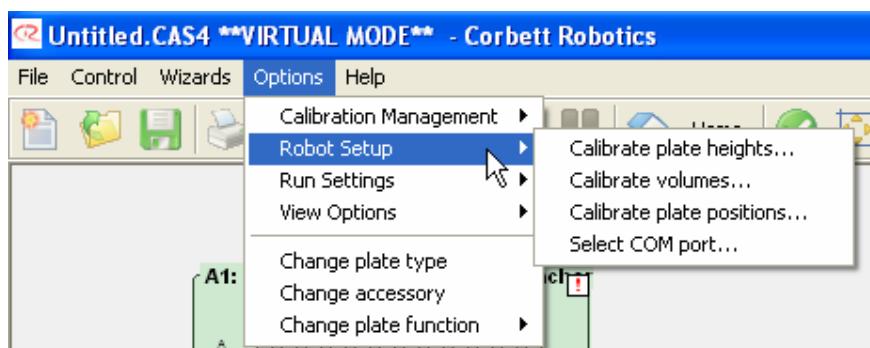 Untitled.CAS4 **VIRTUAL MODE** - Corbett Robotics
File Control Wizards Options Help
Calibration Management
Robot Setup
Run Settings
View Options
Change plate type
Change accessory
Change plate function
Calibrate plate heights...
Calibrate volumes...
Calibrate plate positions...
Select COM port...
A1:
A